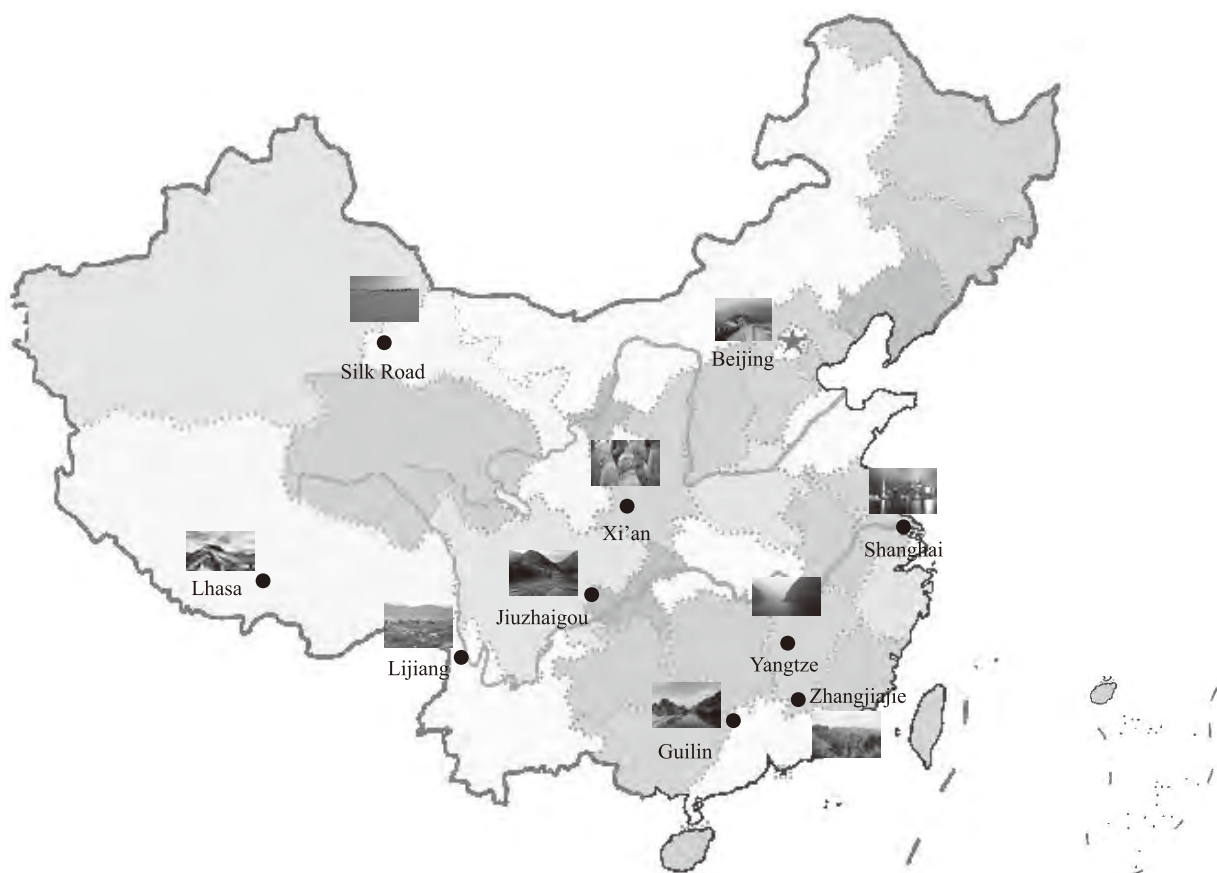 Silk Road
Beijing
Xi’an
Shanghai
Lhasa
Jiuzhaigou
Lijiang
Yangtze
Zhangjiajie
Guilin